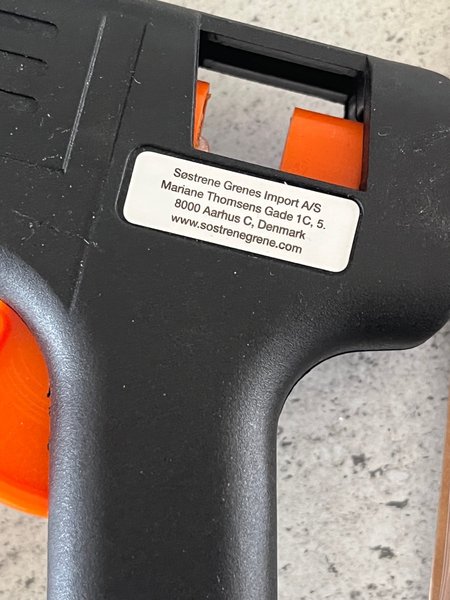 Søstrene Grenes Import A/S
Mariane Thomsens Gade 1C, 5.
8000 Aarhus C, Denmark
www.sostrenegrene.com